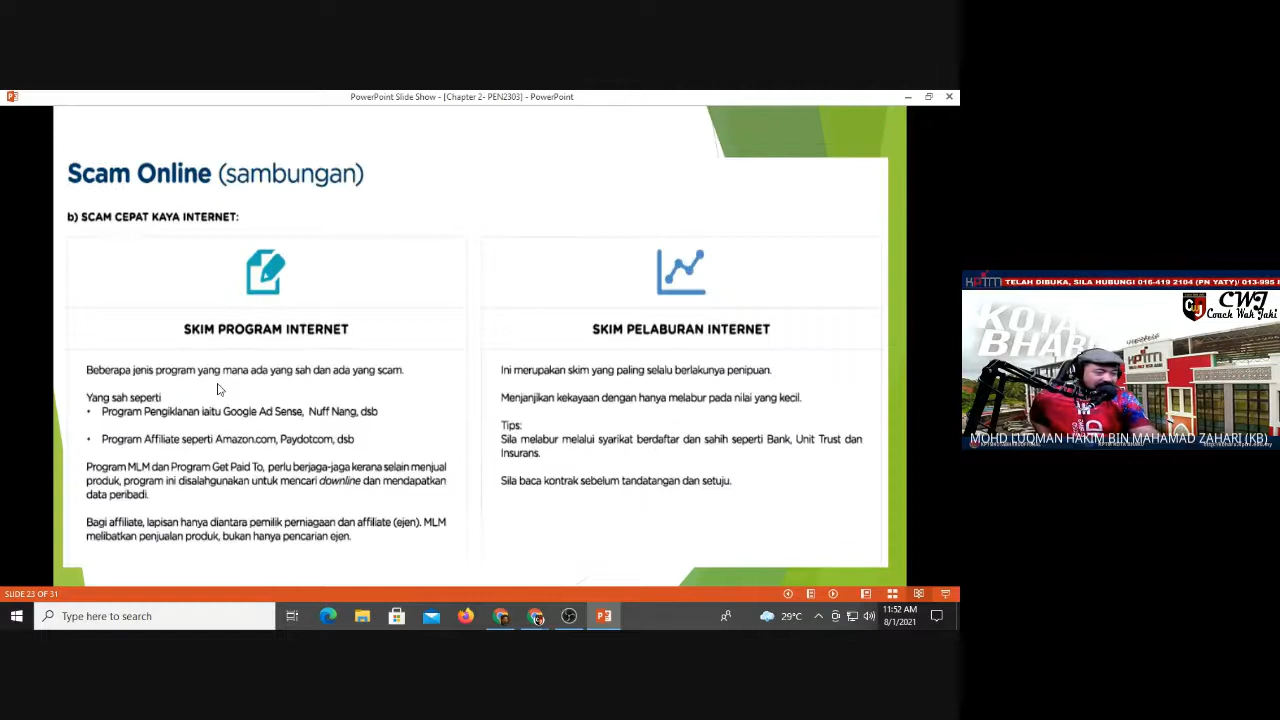 PowerPoint Slide Show - [Chapter 2- PEN2303] - PowerPoint
Scam Online (sambungan)
b) SCAM CEPAT KAYA INTERNET:
SKIM PROGRAM INTERNET
Beberapa jenis program yang mana ada yang sah dan ada yang scam.
Yang sah seperti
• Program Pengiklanan iaitu Google Ad Sense, Nuff Nang, dsb
• Program Affiliate seperti Amazon.com, Paydotcom, dsb
Program MLM dan Program Get Paid To, perlu berjaga-jaga kerana selain menjual
produk, program ini disalahgunakan untuk mencari downline dan mendapatkan
data peribadi.
Bagi affiliate, lapisan hanya diantara pemilik perniagaan dan affiliate (ejen). MLM
melibatkan penjualan produk, bukan hanya pencarian ejen.
SKIM PELABURAN INTERNET
Ini merupakan skim yang paling selalu berlakunya penipuan.
Menjanjikan kekayaan dengan hanya melabur pada nilai yang kecil.
Tips:
Sila melabur melalui syarikat berdaftar dan sahih seperti Bank, Unit Trust dan
Insurans.
Sila baca kontrak sebelum tandatangan dan setuju.
SLIDE 23 OF 31
Type here to search
29°C
11:52 AM
8/1/2021
KPTM
TELAH DIBUKA, SILA HUBUNGI 016-419 2104 (PN YATY)/ 013-995 8
CWJ
Coach Wak Jaki
KOTA
BHARU
KPTM
MOHD LUQMAN HAKIM BIN MAHAMAD ZAHARI (KB)